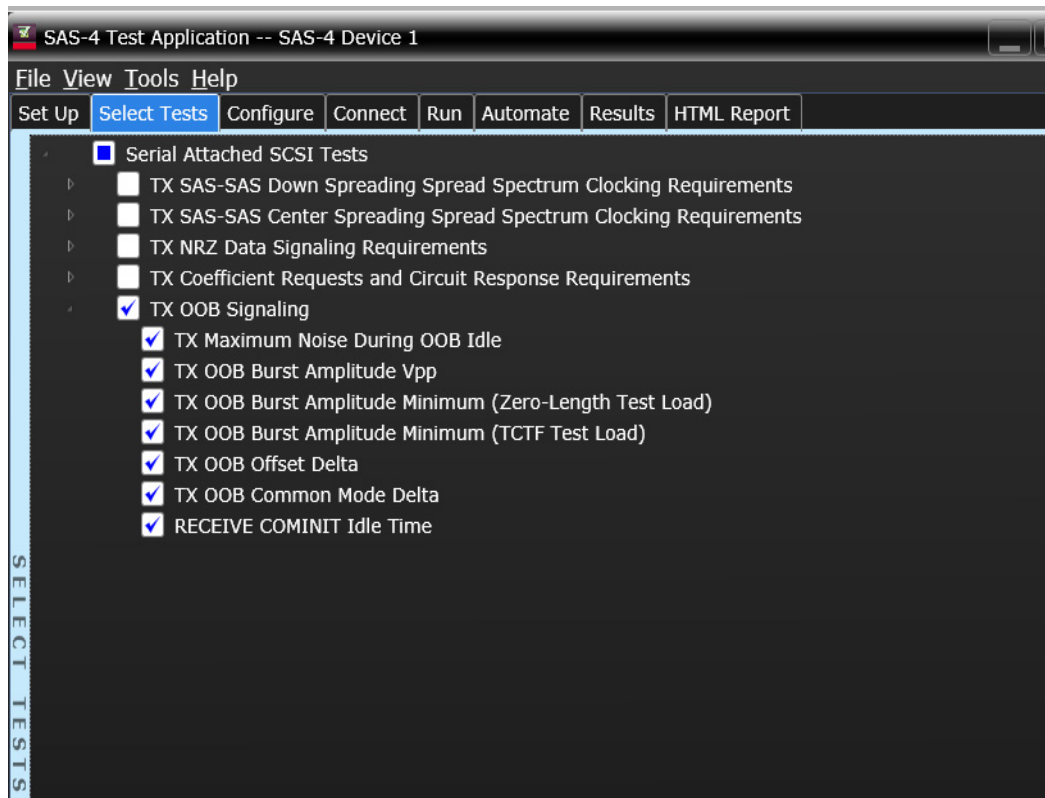 SAS-4 Test Application -- SAS-4 Device 1
File View Tools Help
Set Up Select Tests Configure Connect Run Automate Results HTML Report
Serial Attached SCSI Tests
TX SAS-SAS Down Spreading Spread Spectrum Clocking Requirements
TX SAS-SAS Center Spreading Spread Spectrum Clocking Requirements
TX NRZ Data Signaling Requirements
TX Coefficient Requests and Circuit Response Requirements
TX OOB Signaling
TX Maximum Noise During OOB Idle
TX OOB Burst Amplitude Vpp
TX OOB Burst Amplitude Minimum (Zero-Length Test Load)
TX OOB Burst Amplitude Minimum (TCTF Test Load)
TX OOB Offset Delta
TX OOB Common Mode Delta
RECEIVE COMINIT Idle Time
SELECT TESTS